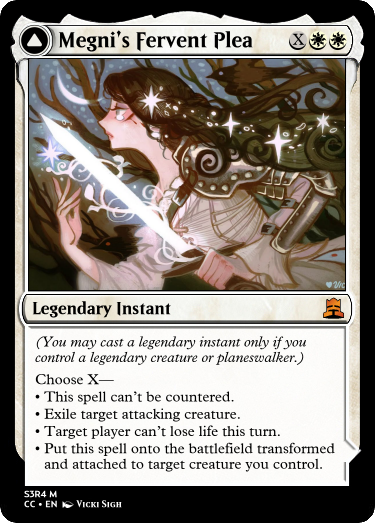 Megni's Fervent Plea X
Legendary Instant
(You may cast a legendary instant only if you
control a legendary creature or planeswalker.)
Choose X—
• This spell can't be countered.
• Exile target attacking creature.
• Target player can't lose life this turn.
• Put this spell onto the battlefield transformed
and attached to target creature you control.
S3R4 M
CC • EN Vicki Sigh